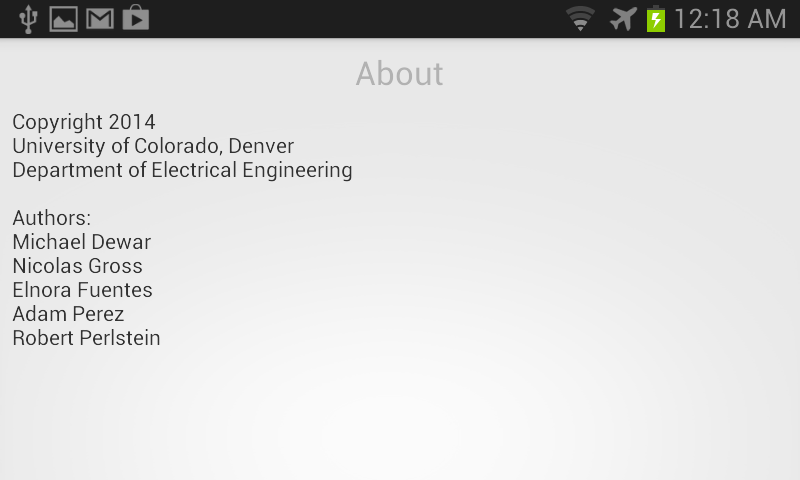 12:18 AM
About
Copyright 2014
University of Colorado, Denver
Department of Electrical Engineering
Authors:
Michael Dewar
Nicolas Gross
Elnora Fuentes
Adam Perez
Robert Perlstein